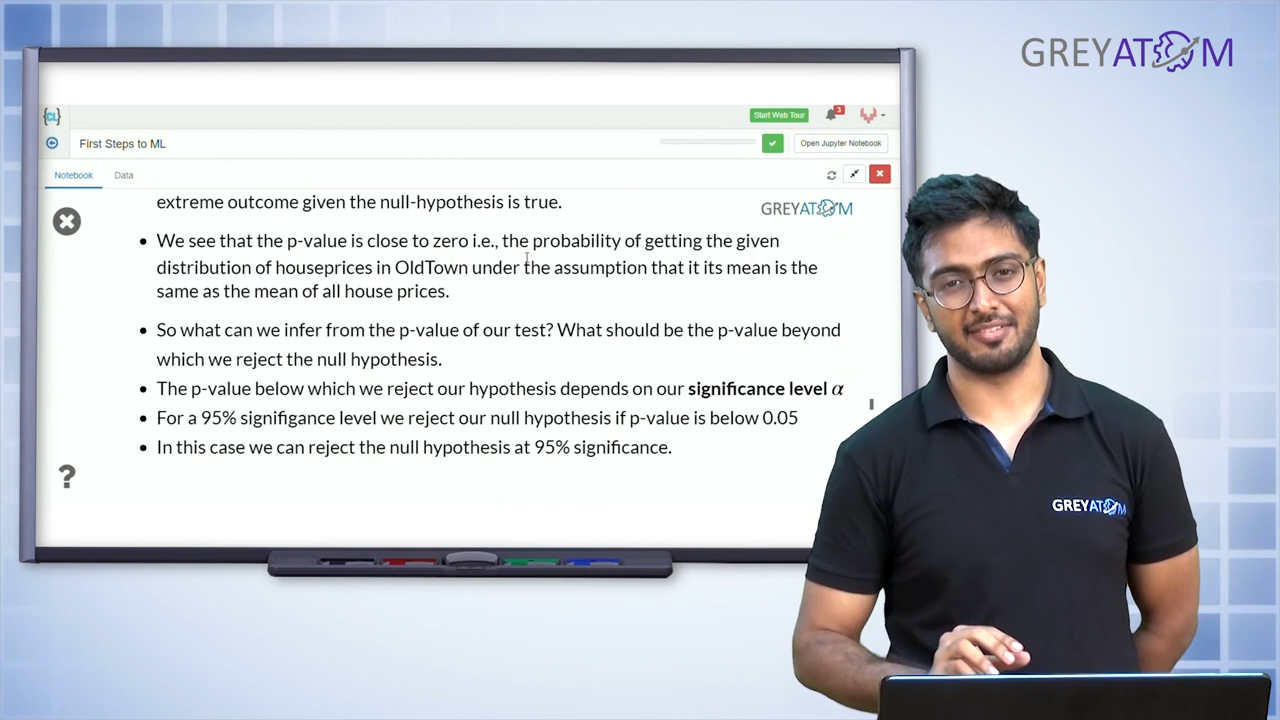 GREYATOM
{CL}
Start Web Tour
3
First Steps to ML
Open Jupyter Notebook
Notebook
Data
extreme outcome given the null-hypothesis is true.
GREYATOM
• We see that the p-value is close to zero i.e., the probability of getting the given
distribution of houseprices in OldTown under the assumption that it its mean is the
same as the mean of all house prices.
• So what can we infer from the p-value of our test? What should be the p-value beyond
which we reject the null hypothesis.
• The p-value below which we reject our hypothesis depends on our significance level α
• For a 95% signifigance level we reject our null hypothesis if p-value is below 0.05
• In this case we can reject the null hypothesis at 95% significance.
?
GREYATOM